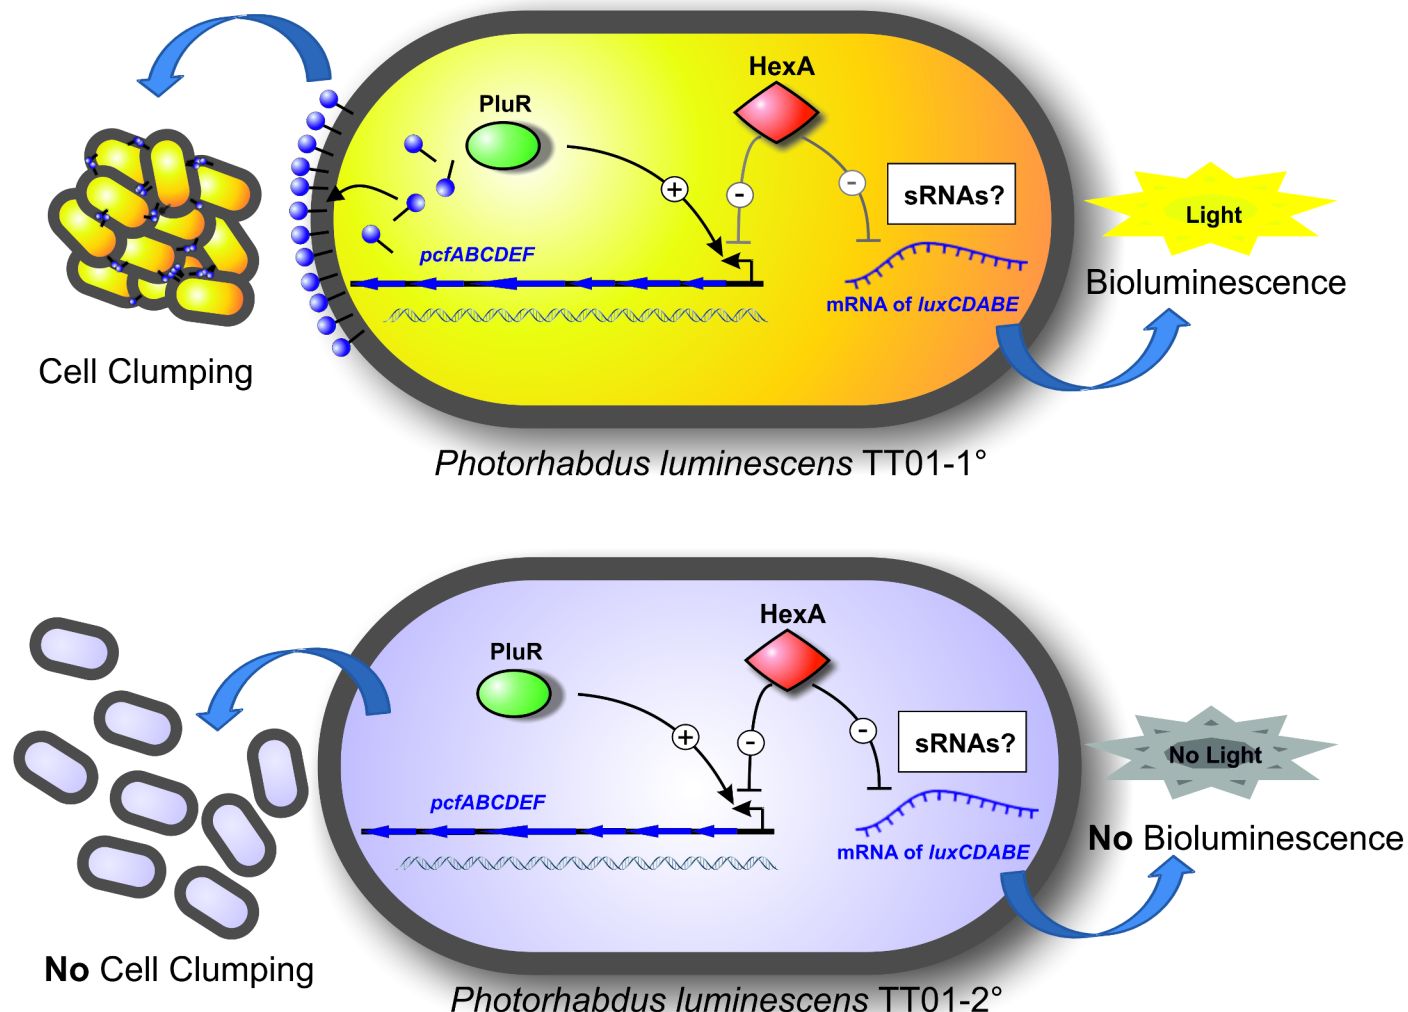 HexA
PluR
+
-
-
sRNAs?
Light
pcfABCDEF
Bioluminescence
mRNA of luxCDABE
Cell Clumping
Photorhabdus luminescens TT01-1°
HexA
PluR
+
-
-
sRNAs?
No Light
pcfABCDEF
No Bioluminescence
mRNA of luxCDABE
No Cell Clumping
Photorhabdus luminescens TT01-2°